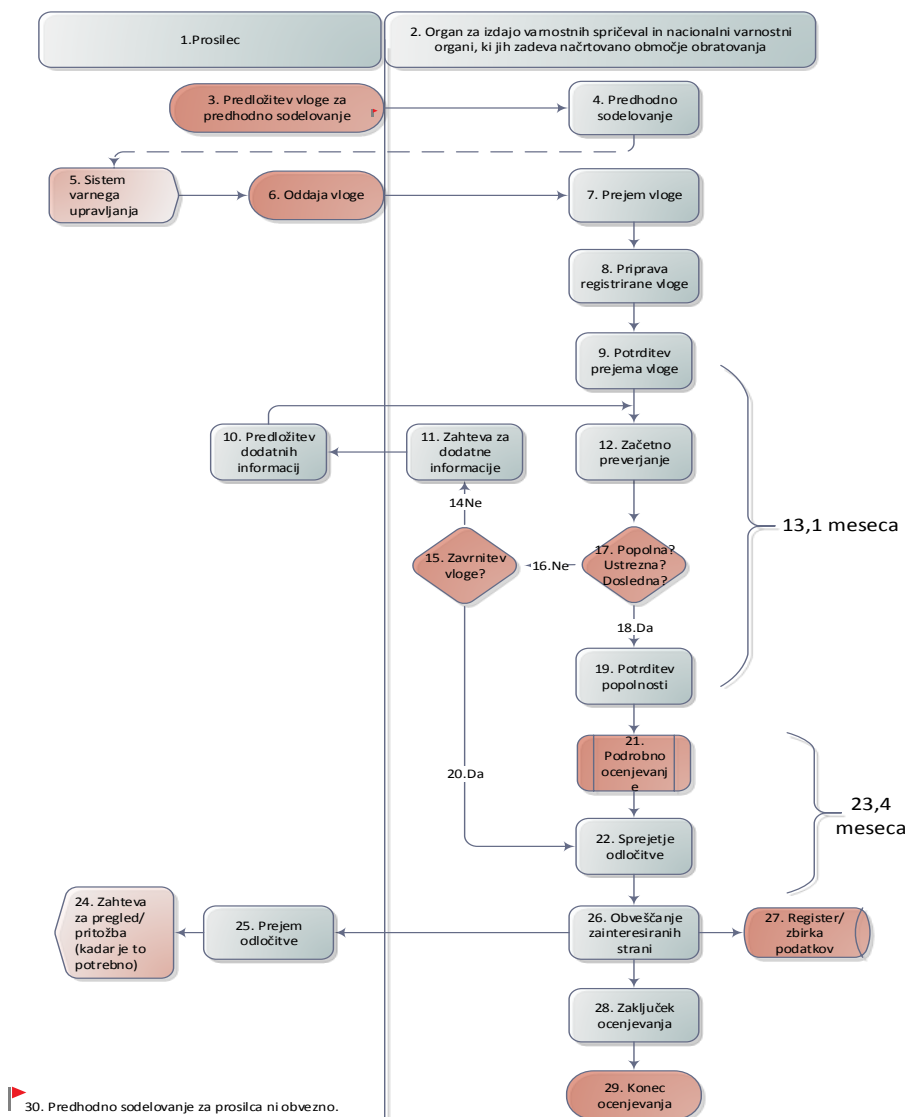 1.Prosilec
2. Organ za izdajo varnostnih spričeval in nacionalni varnostni
organi, ki jih zadeva načrtovano območje obratovanja
3. Predložitev vloge za
predhodno sodelovanje
4. Predhodno
sodelovanje
5. Sistem
varnega
upravljanja
6. Oddaja vloge
7. Prejem vloge
8. Priprava
registrirane vloge
9. Potrditev
prejema vloge
10. Predložitev
dodatnih
informacij
11. Zahteva za
dodatne
informacije
12. Začetno
preverjanje
13,1 meseca
14Ne
15. Zavrnitev
vloge?
16.Ne
17. Popolna?
Ustrezna?
Dosledna?
18.Da
19. Potrditev
popolnosti
20.Da
21.
Podrobno
ocenjevanj
e
22. Sprejetje
odločitve
23,4
meseca
24. Zahteva
za pregled/
pritožba
(kadar je to
potrebno)
25. Prejem
odločitve
26. Obveščanje
zainteresiranih
strani
27. Register/
zbirka
podatkov
28. Zaključek
ocenjevanja
29. Konec
ocenjevanja
30. Predhodno sodelovanje za prosilca ni obvezno.